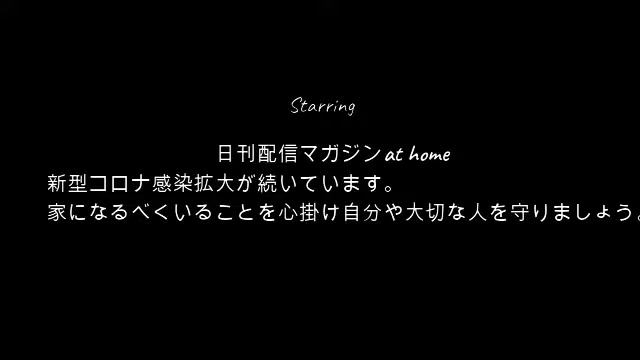 Starring
日刊配信マガジンat home
新型コロナ感染拡大が続いています。
家になるべくいることを心掛け自分や大切な人を守りましょう。